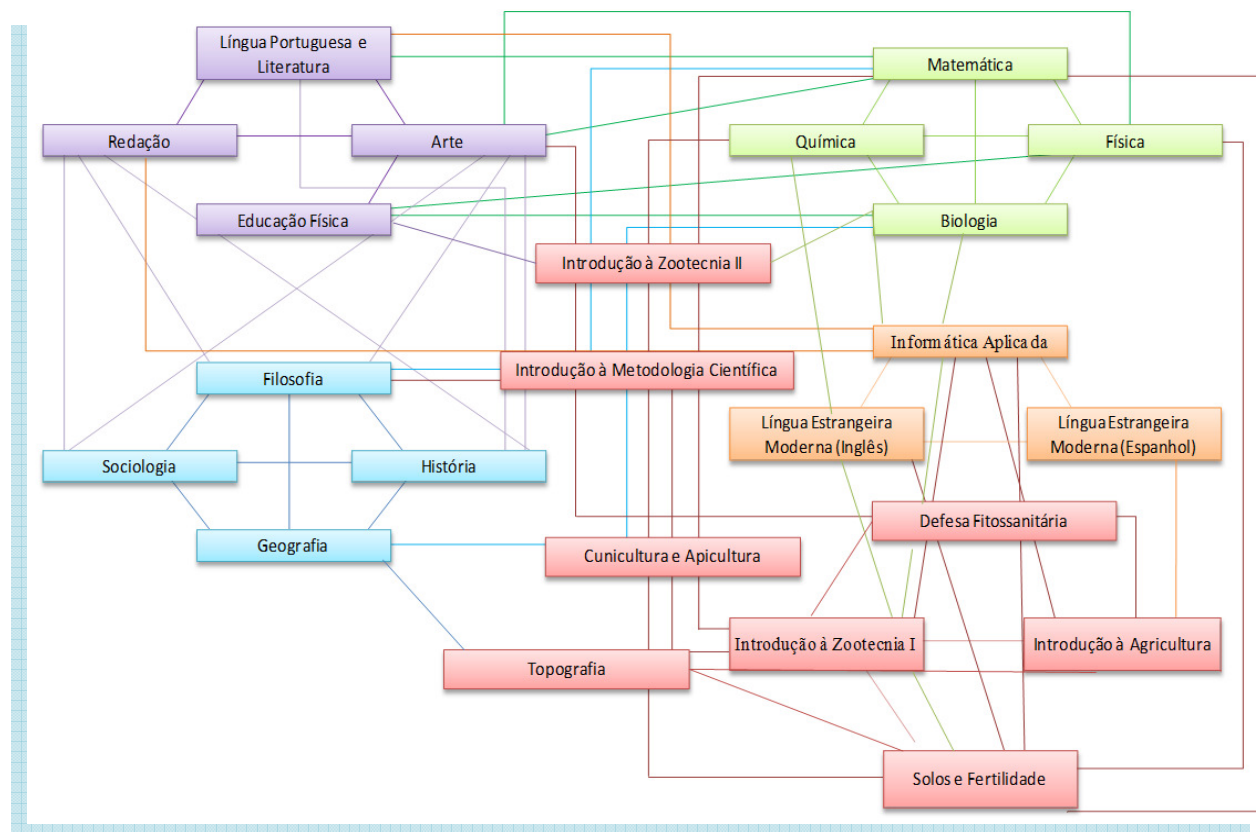 Língua Portuguesa e
Literatura
Matemática
Redação
Arte
Química
Física
Educação Física
Biologia
Introdução à Zootecnia II
Informática Aplicada
Filosofia
Introdução à Metodologia Científica
Língua Estrangeira
Moderna (Inglês)
Língua Estrangeira
Moderna (Espanhol)
Sociologia
História
Defesa Fitossanitária
Geografia
Cunicultura e Apicultura
Introdução à Zootecnia I
Introdução à Agricultura
Topografia
Solos e Fertilidade